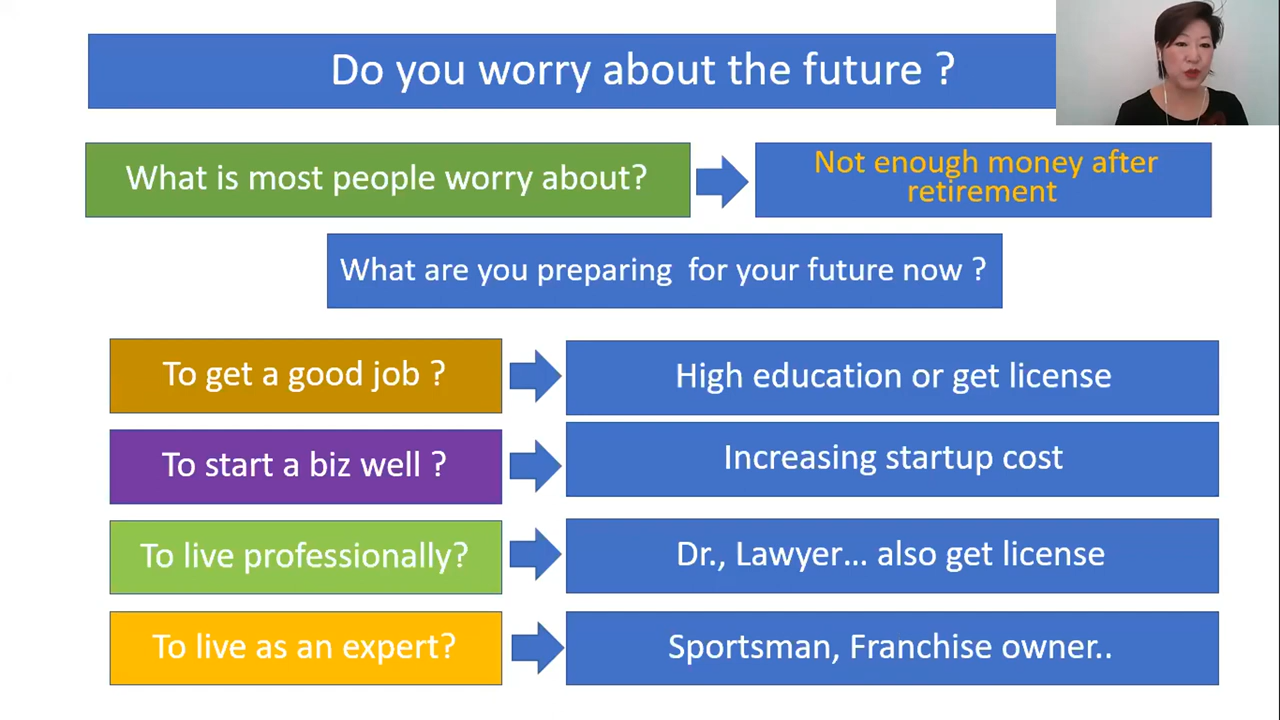 Do you worry about the future ?
What is most people worry about?
Not enough money after
retirement
What are you preparing  for your future now ?
To get a good job ?
High education or get license
To start a biz well ?
Increasing startup cost
To live professionally?
Dr., Lawyer... also get license
To live as an expert?
Sportsman, Franchise owner..